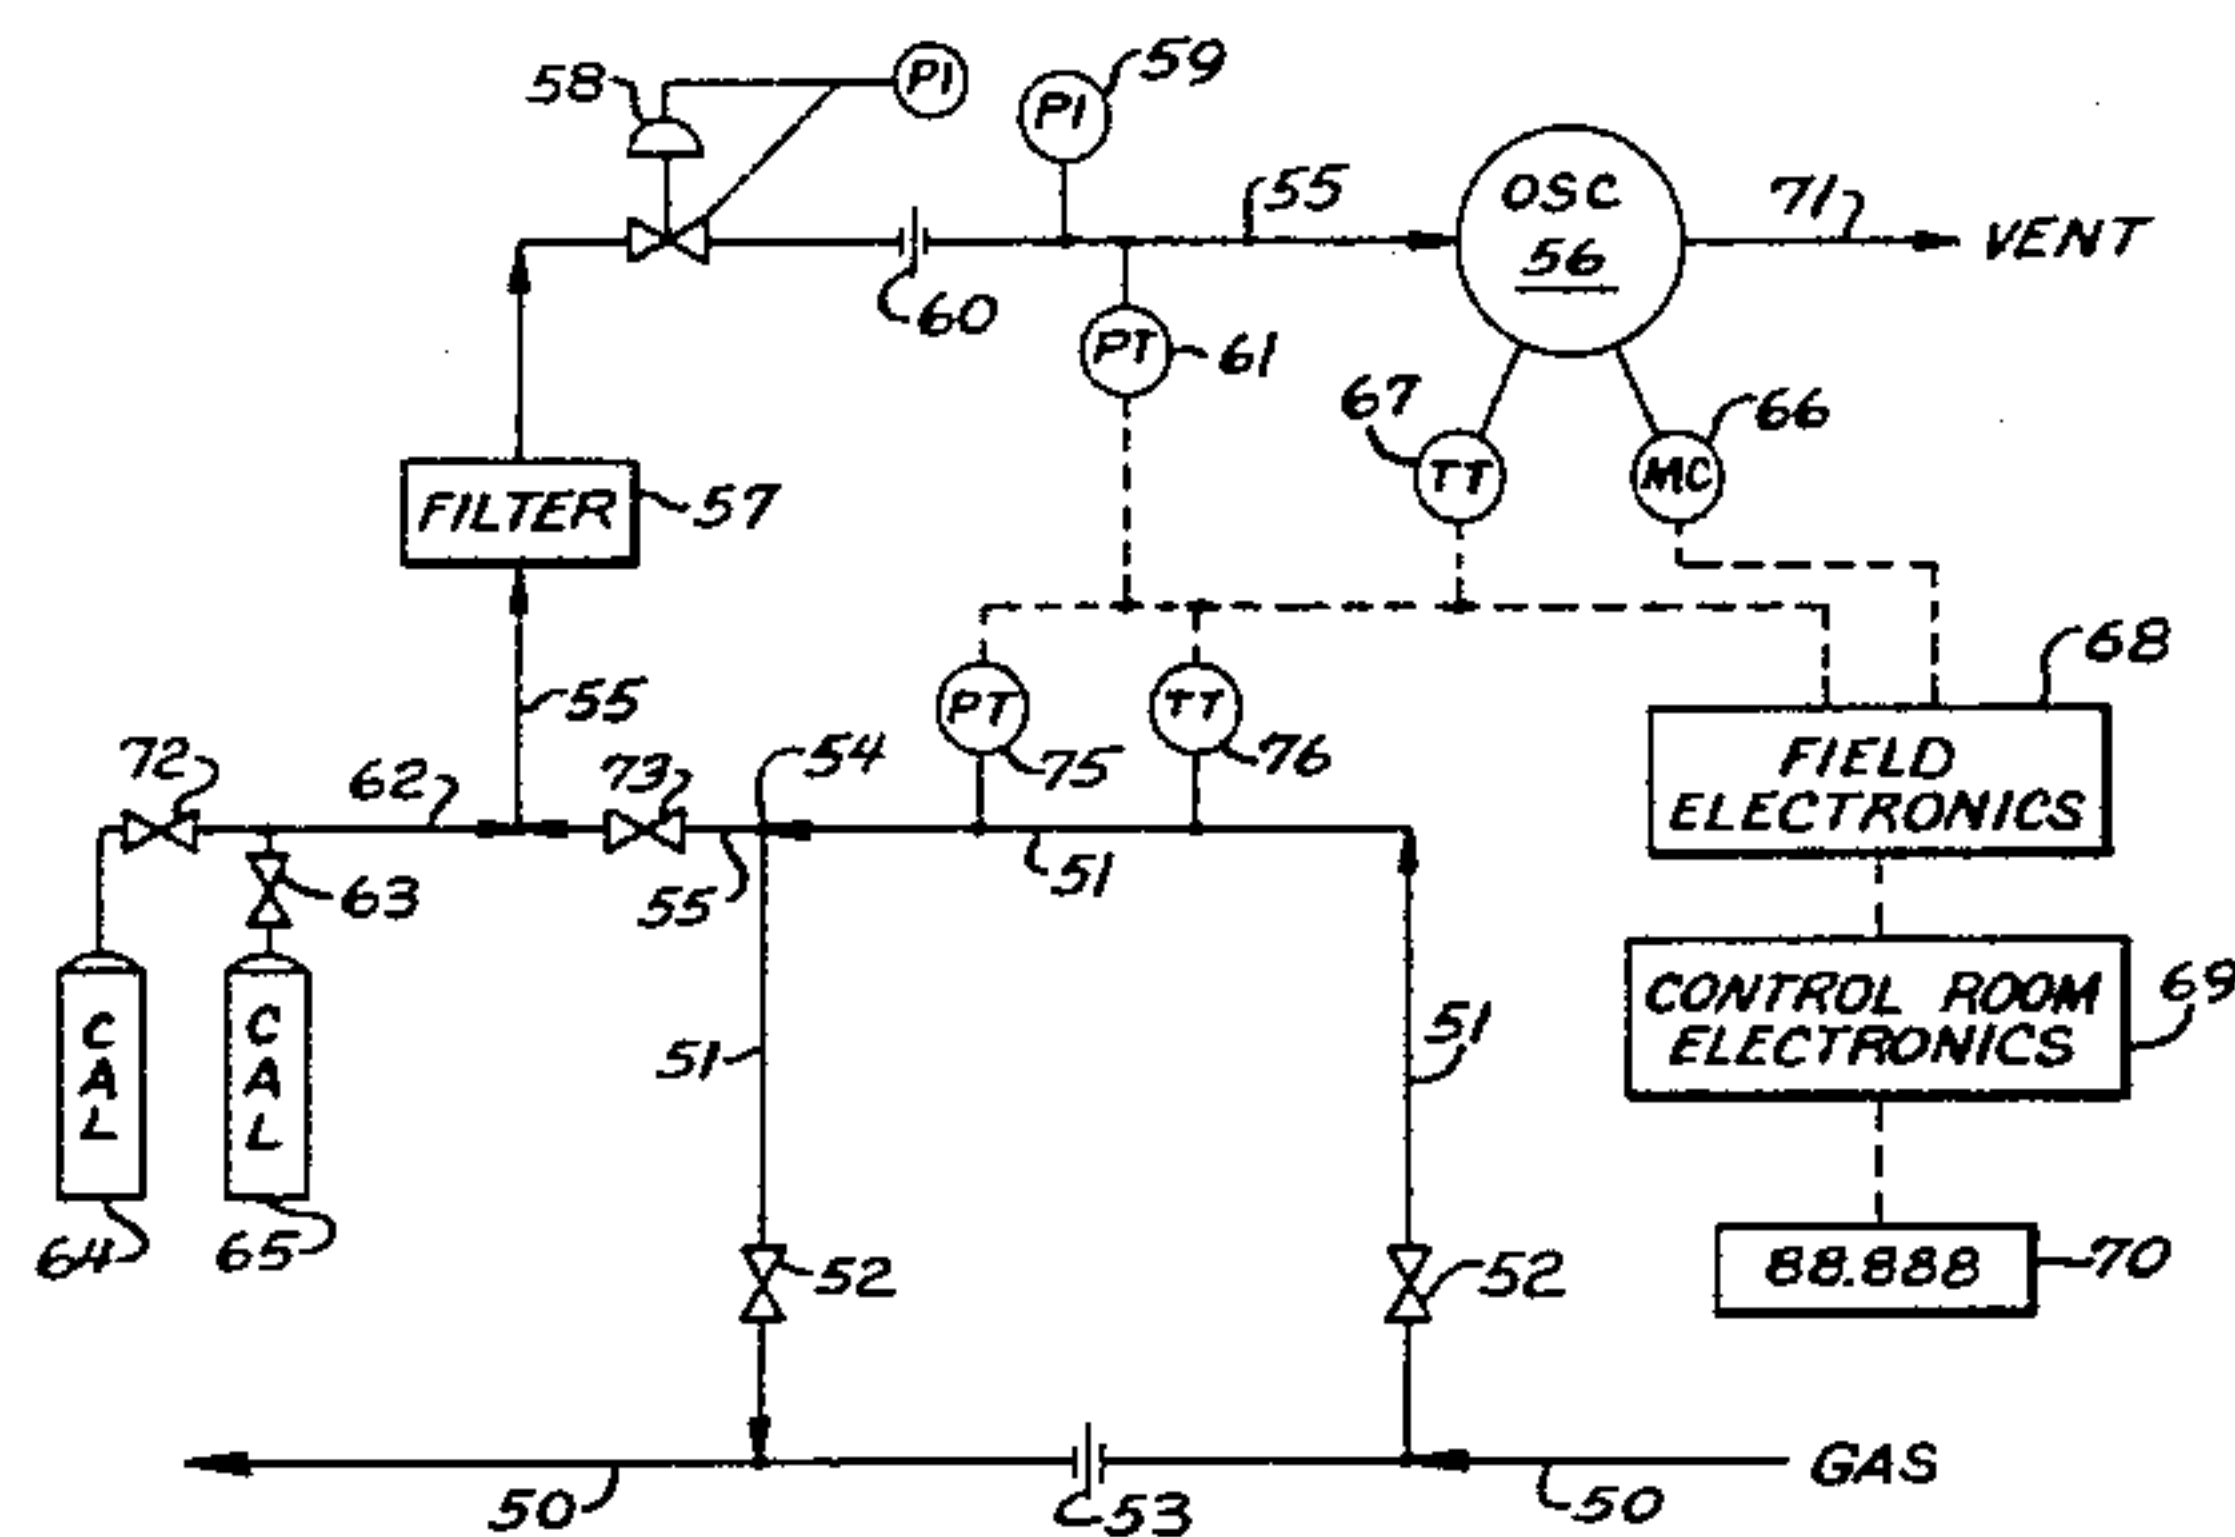 58
PI
PI
59
OSC
56
55
71
VENT
60
PT
61
67
TT
66
MC
FILTER
57
55
72
62
73
54
PT
75
TT
76
68
FIELD
ELECTRONICS
63
55
51
CAL
CAL
51
51
CONTROL ROOM
ELECTRONICS
69
64
65
52
52
88.888
70
50
53
50
GAS